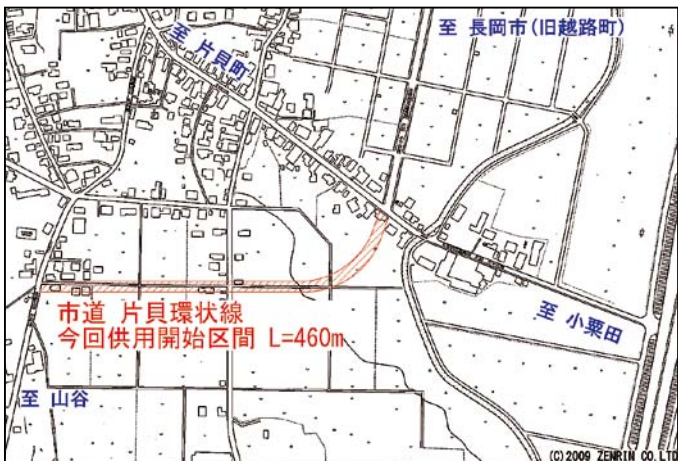 至 片貝町
至 長岡市(旧越路町)
市道 片貝環状線
今回供用開始区間 L=460m
至 小粟田
至 山谷
(C)2009 ZENRIN CO.LTD